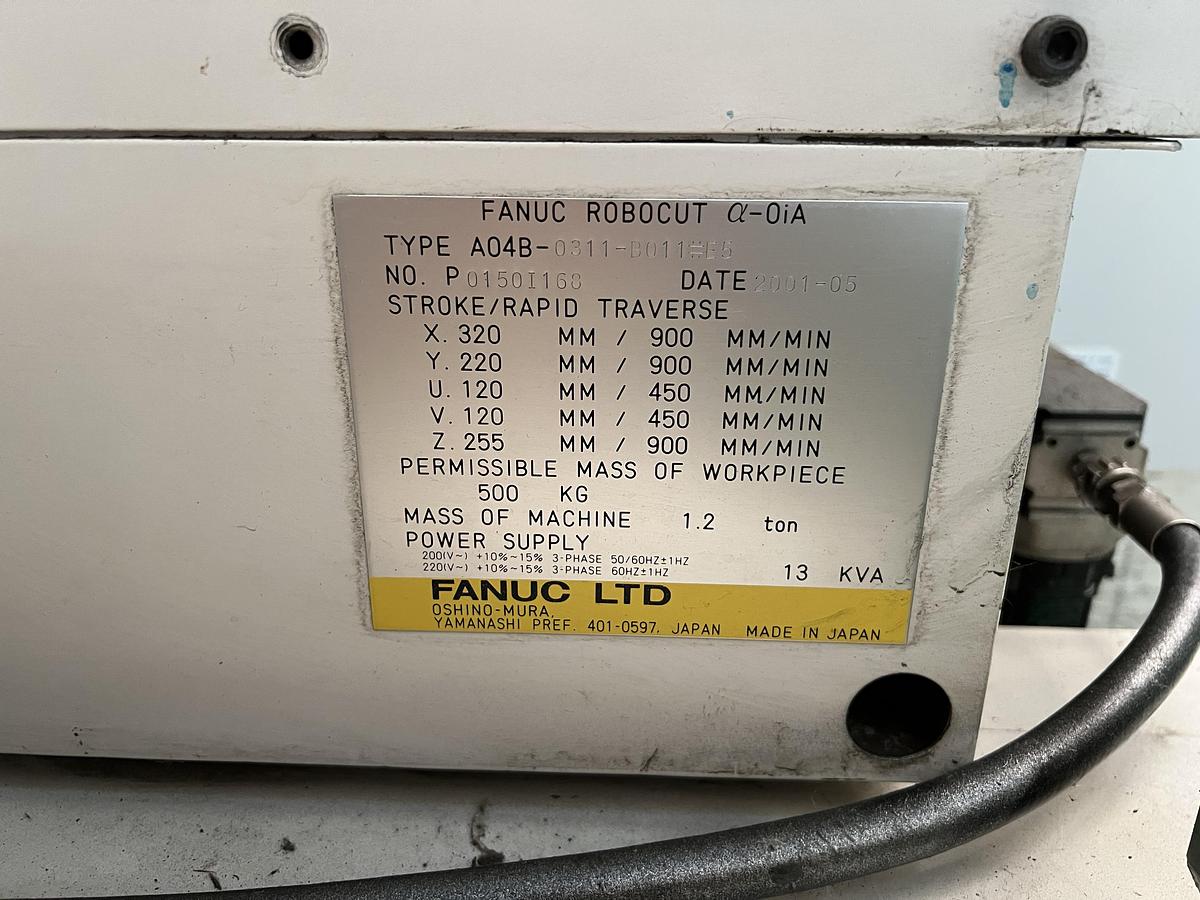 FANUC ROBOCUT α-0iA
TYPE A04B-0311-B011#E5
NO. P0150I168 DATE 2001-05
STROKE/RAPID TRAVERSE
X. 320 MM / 900 MM/MIN
Y. 220 MM / 900 MM/MIN
U. 120 MM / 450 MM/MIN
V. 120 MM / 450 MM/MIN
Z. 255 MM / 900 MM/MIN
PERMISSIBLE MASS OF WORKPIECE
500 KG
MASS OF MACHINE 1.2 ton
POWER SUPPLY
200(V~) +10%~15% 3-PHASE 50/60HZ±1HZ
220(V~) +10%~15% 3-PHASE 60HZ±1HZ 13 KVA
FANUC LTD
OSHINO-MURA,
YAMANASHI PREF. 401-0597, JAPAN MADE IN JAPAN